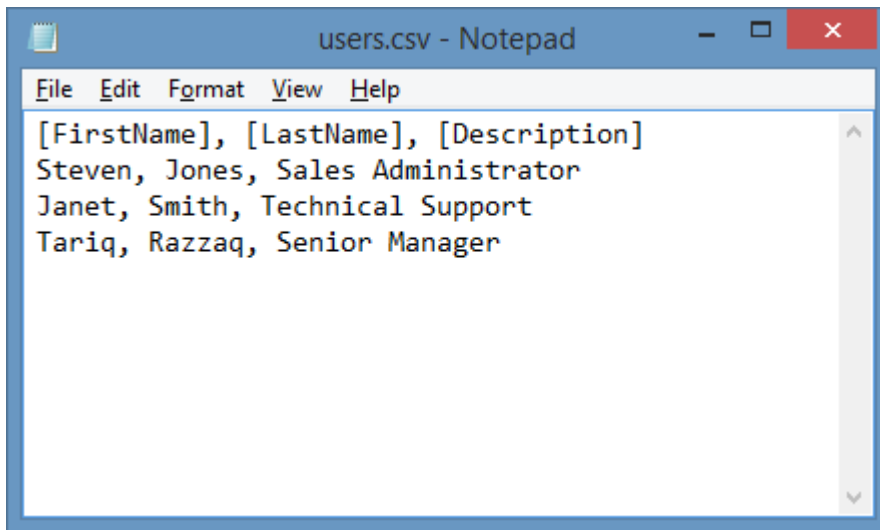 users.csv - Notepad
File Edit Format View Help
[FirstName], [LastName], [Description]
Steven, Jones, Sales Administrator
Janet, Smith, Technical Support
Tariq, Razzaq, Senior Manager